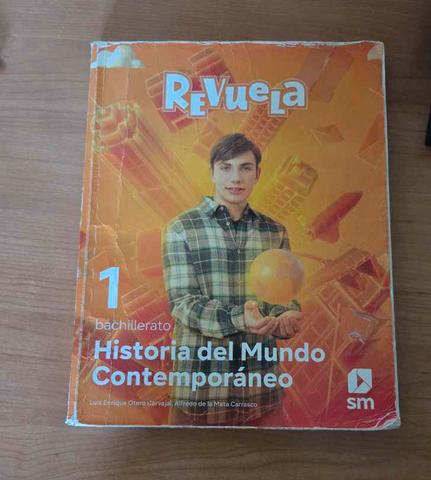 REVUELA
1
bachillerato
Historia del Mundo
Contemporáneo
Luis Enrique Otero Carvajal, Alfredo de la Mata Carrasco
sm